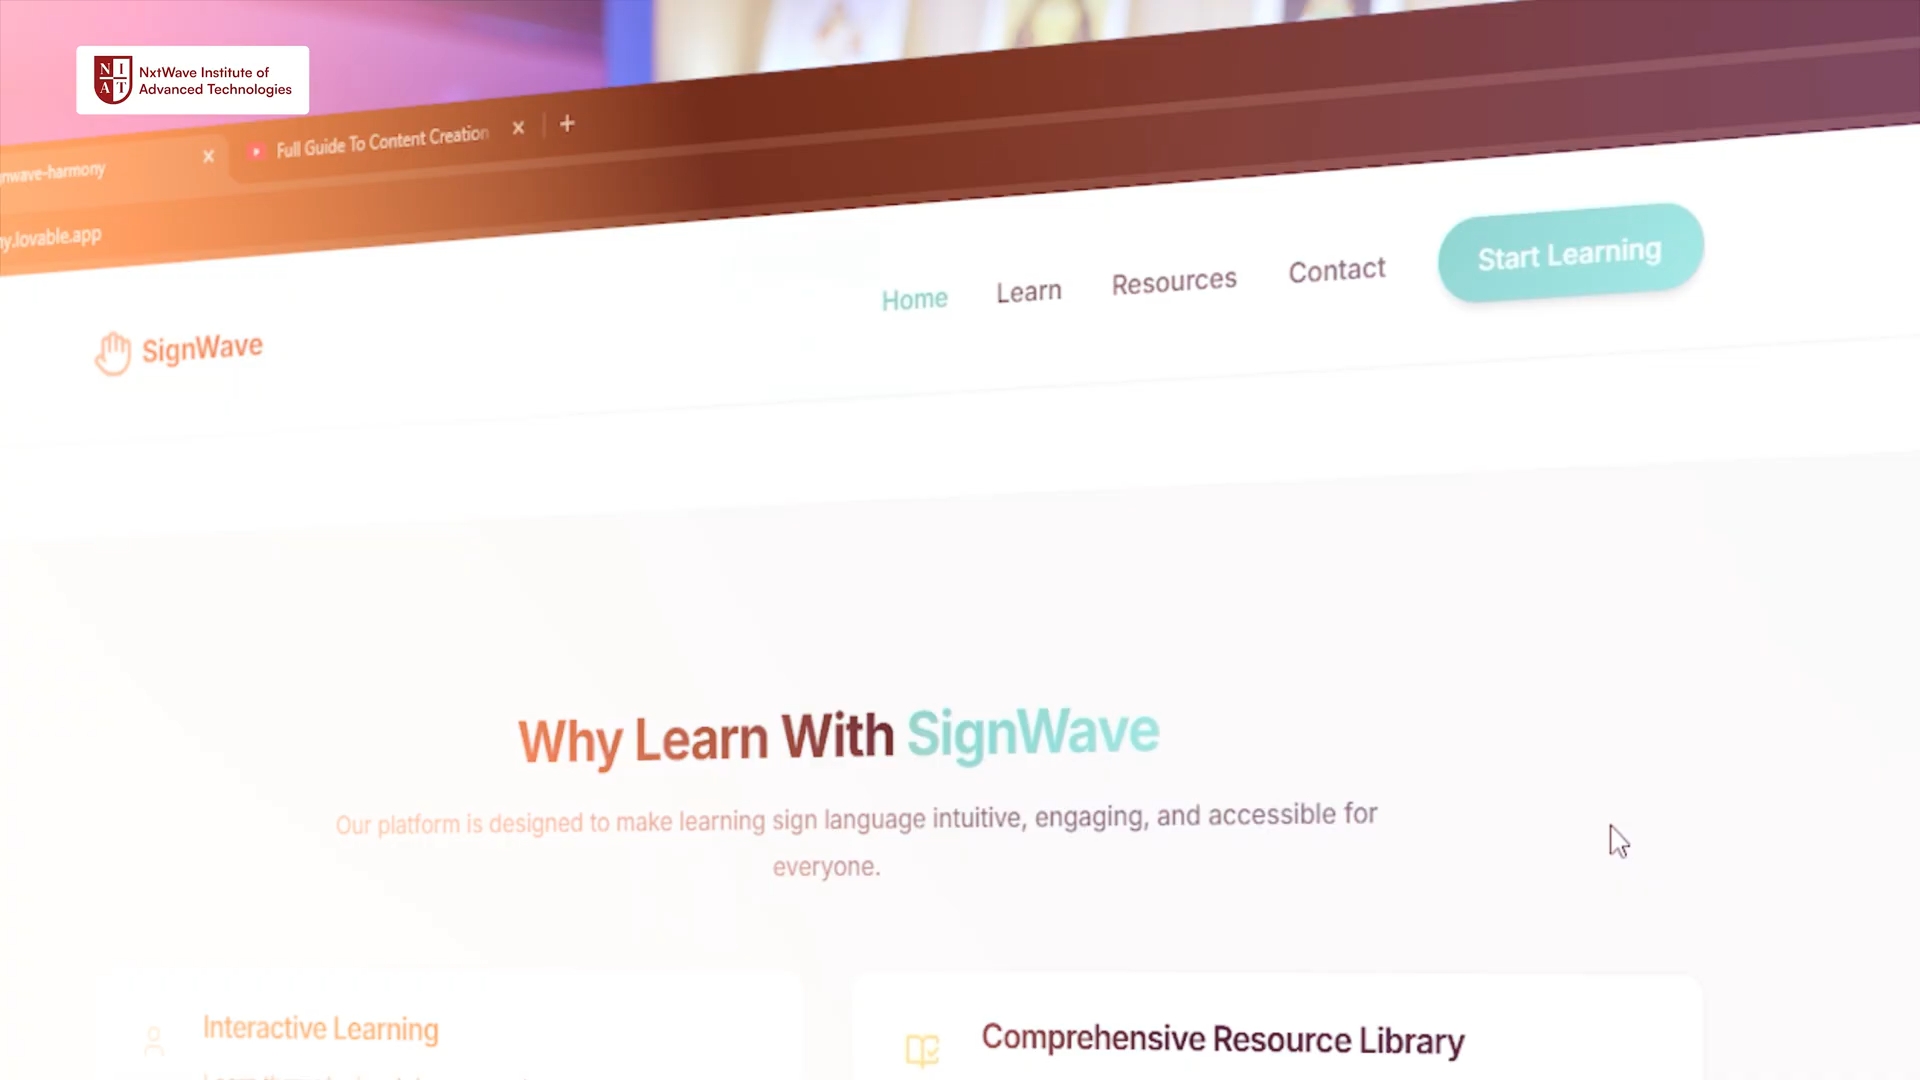 N I
A T
NxtWave Institute of
Advanced Technologies
nwave-harmony
Full Guide To Content Creation
y.lovable.app
SignWave
Home
Learn
Resources
Contact
Start Learning
Why Learn With SignWave
Our platform is designed to make learning sign language intuitive, engaging, and accessible for
everyone.
Interactive Learning
Comprehensive Resource Library